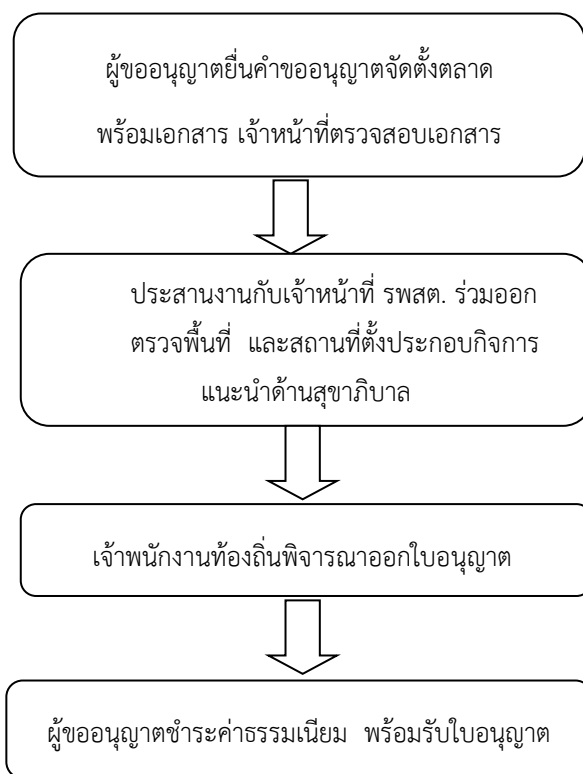 ผู้ขออนุญาตยื่นคำขออนุญาตจัดตั้งตลาด
พร้อมเอกสาร เจ้าหน้าที่ตรวจสอบเอกสาร
ประสานงานกับเจ้าหน้าที่ รพสต. ร่วมออก
ตรวจพื้นที่ และสถานที่ตั้งประกอบกิจการ
แนะนำด้านสุขาภิบาล
เจ้าพนักงานท้องถิ่นพิจารณาออกใบอนุญาต
ผู้ขออนุญาตชำระค่าธรรมเนียม พร้อมรับใบอนุญาต